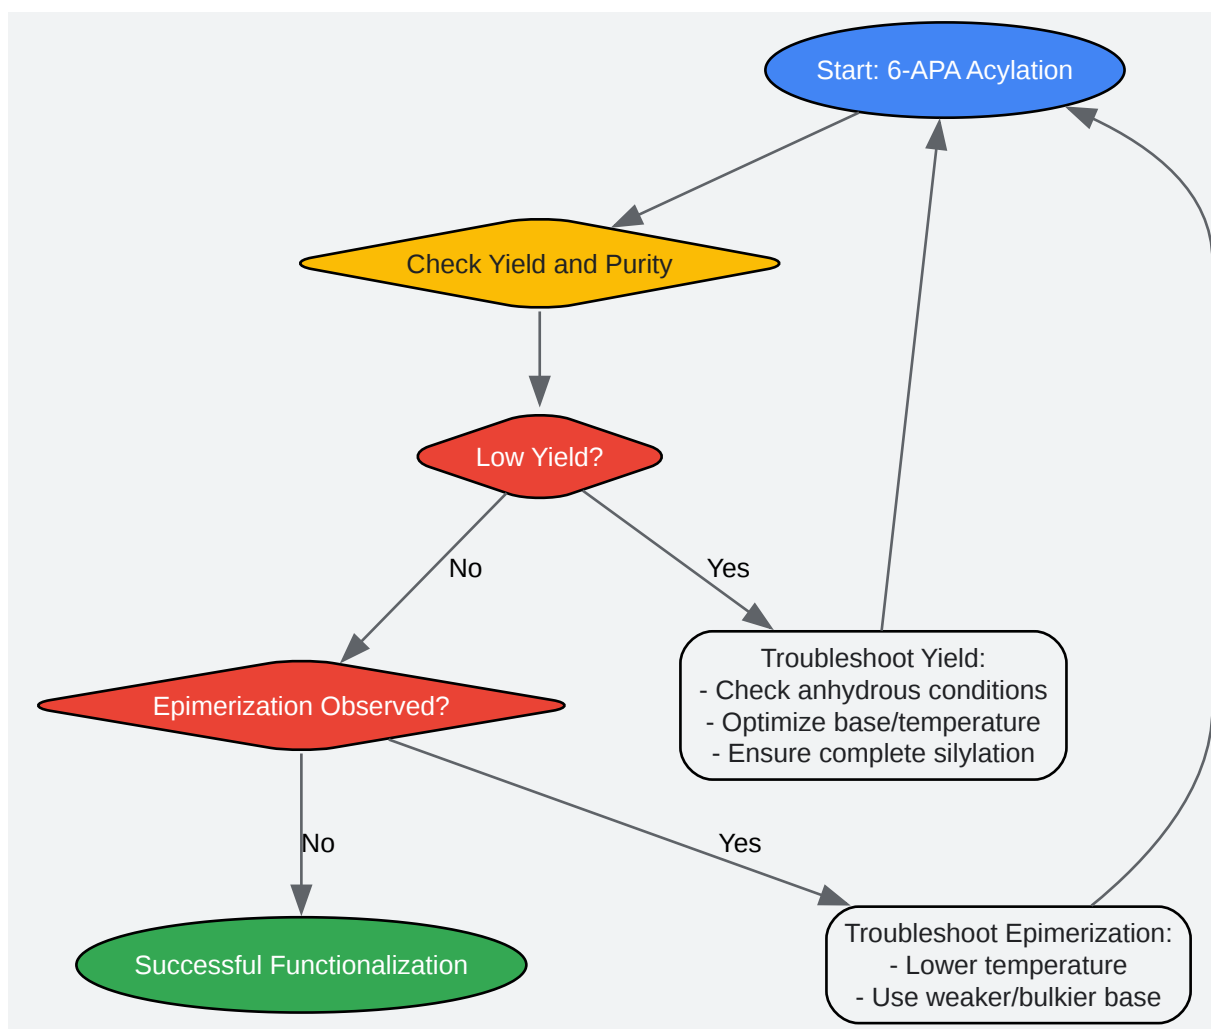 Start: 6-APA Acylation
Check Yield and Purity
Low Yield?
No
Yes
Troubleshoot Yield:
- Check anhydrous conditions
- Optimize base/temperature
- Ensure complete silylation
Epimerization Observed?
No
Yes
Troubleshoot Epimerization:
- Lower temperature
- Use weaker/bulkier base
Successful Functionalization